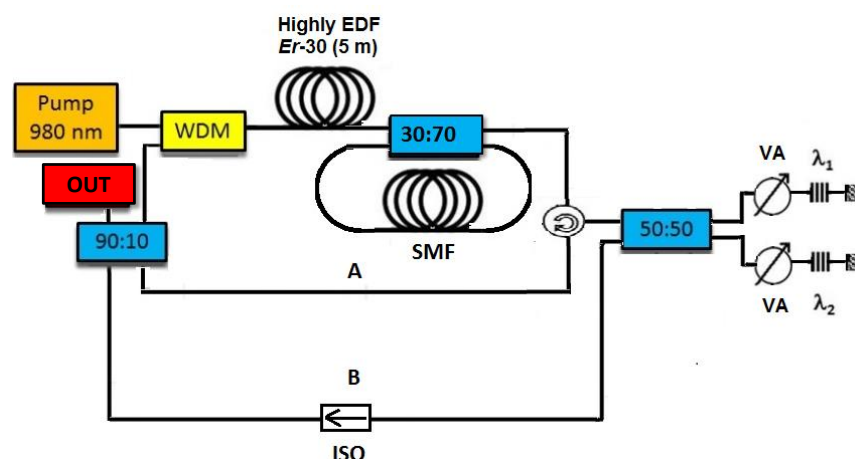 Highly EDF
Er-30 (5 m)
Pump
980 nm
WDM
30:70
OUT
VA
λ1
90:10
SMF
50:50
A
VA
λ2
B
ISO